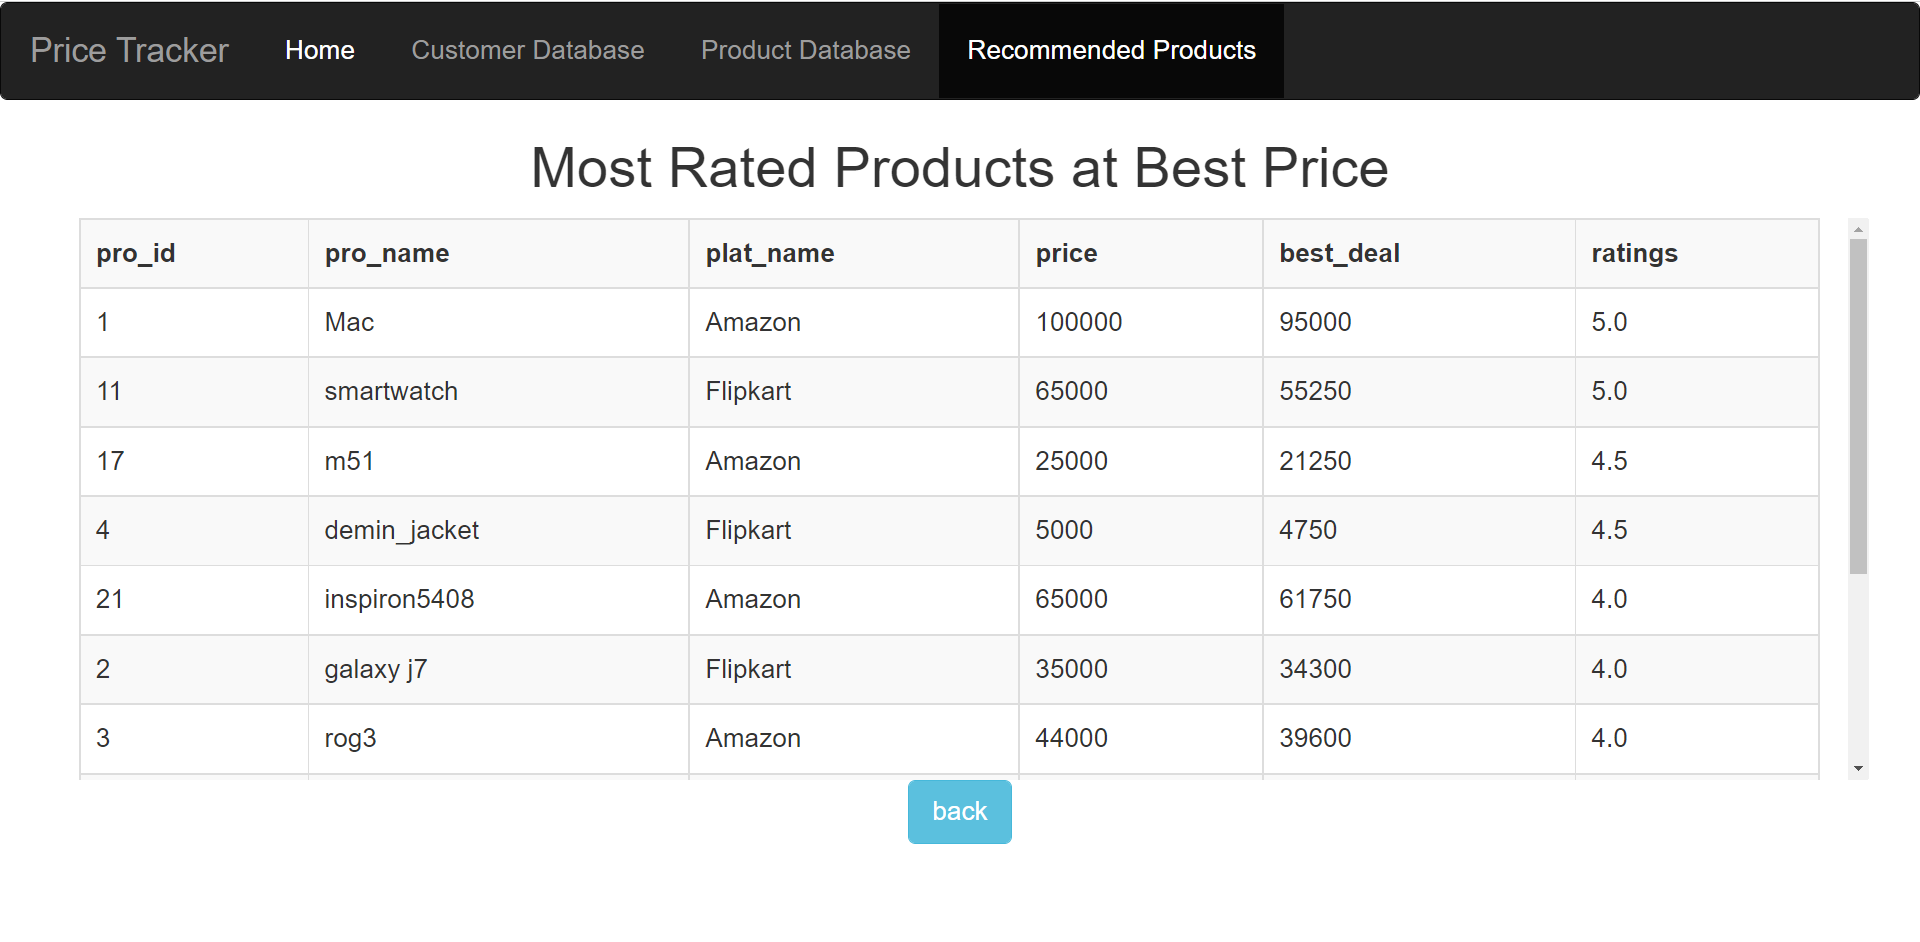 Price Tracker Home Customer Database Product Database Recommended Products
Most Rated Products at Best Price
pro_id pro_name plat_name price best_deal ratings
1 Mac Amazon 100000 95000 5.0
11 smartwatch Flipkart 65000 55250 5.0
17 m51 Amazon 25000 21250 4.5
4 demin_jacket Flipkart 5000 4750 4.5
21 inspiron5408 Amazon 65000 61750 4.0
2 galaxy j7 Flipkart 35000 34300 4.0
3 rog3 Amazon 44000 39600 4.0
back